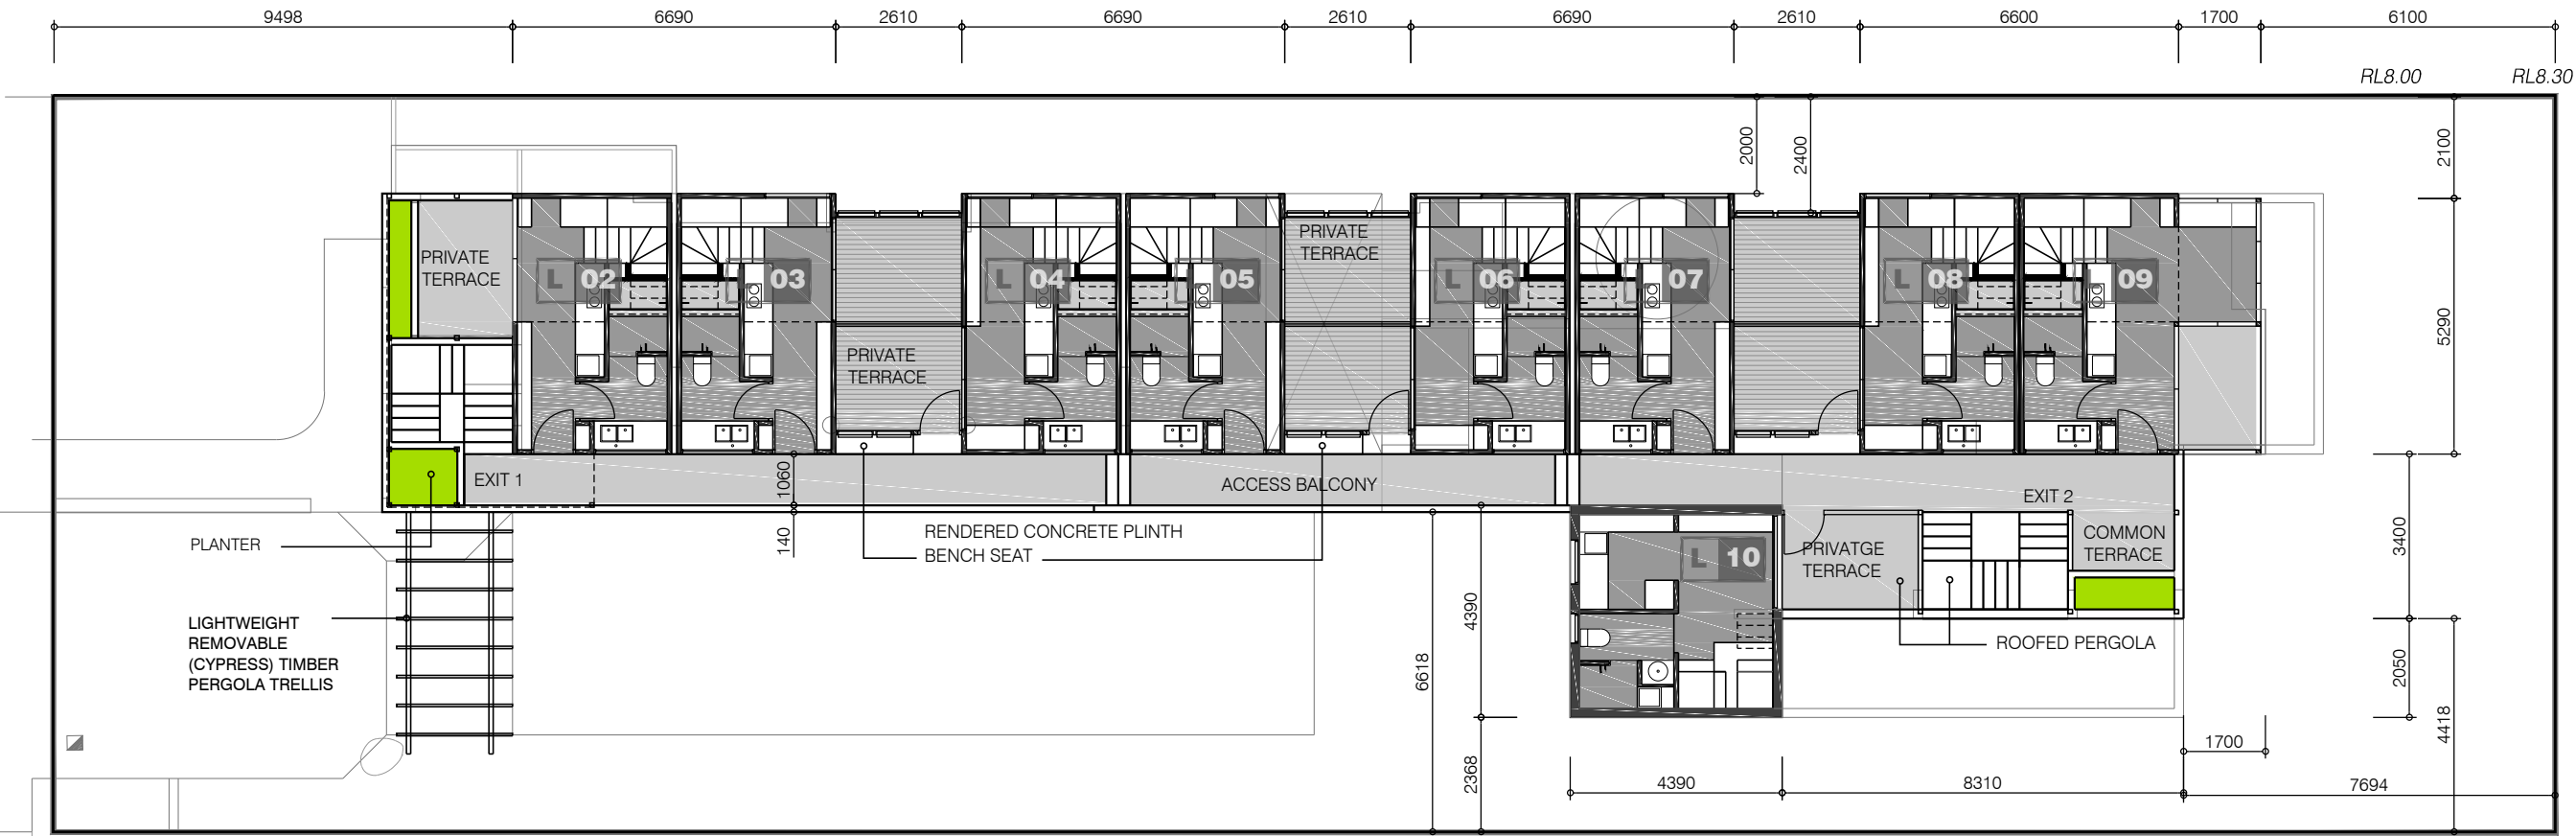 9498
6690
2610
6690
2610
6690
2610
6600
1700
6100
RL8.00
RL8.30
2000
2400
2100
PRIVATE
TERRACE
L 02
L 03
L 04
L 05
PRIVATE
TERRACE
L 06
L 07
L 08
L 09
5290
PRIVATE
TERRACE
EXIT 1
1060
ACCESS BALCONY
EXIT 2
PLANTER
140
RENDERED CONCRETE PLINTH
BENCH SEAT
L 10
PRIVATGE
TERRACE
COMMON
TERRACE
3400
LIGHTWEIGHT
REMOVABLE
(CYPRESS) TIMBER
PERGOLA TRELLIS
4390
6618
ROOFED PERGOLA
2050
4418
1700
2368
4390
8310
7694